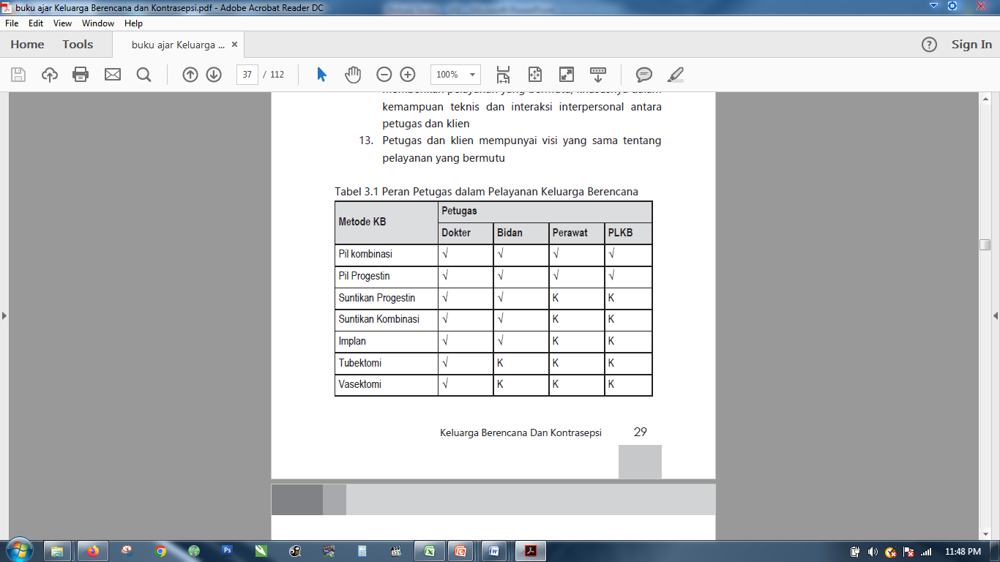 buku ajar Keluarga Berencana dan Kontrasepsi.pdf - Adobe Acrobat Reader DC
File Edit View Window Help
Home Tools buku ajar Keluarga ... × ? Sign In
37 / 112 100%
kemampuan teknis dan interaksi interpersonal antara
petugas dan klien
13. Petugas dan klien mempunyai visi yang sama tentang
pelayanan yang bermutu
Tabel 3.1 Peran Petugas dalam Pelayanan Keluarga Berencana
Metode KB Petugas
Dokter Bidan Perawat PLKB
Pil kombinasi √ √ √ √
Pil Progestin √ √ √ √
Suntikan Progestin √ √ K K
Suntikan Kombinasi √ √ K K
Implan √ √ K K
Tubektomi √ K K K
Vasektomi √ K K K
Keluarga Berencana Dan Kontrasepsi 29
11:48 PM